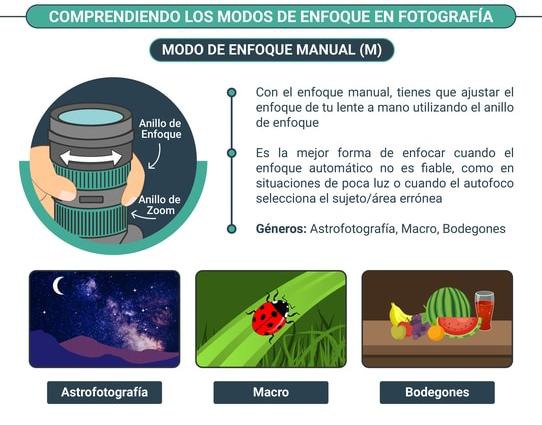 COMPRENDIENDO LOS MODOS DE ENFOQUE EN FOTOGRAFÍA
MODO DE ENFOQUE MANUAL (M)
Anillo de
Enfoque
Anillo de
Zoom
Con el enfoque manual, tienes que ajustar el
enfoque de tu lente a mano utilizando el anillo
de enfoque
Es la mejor forma de enfocar cuando el
enfoque automático no es fiable, como en
situaciones de poca luz o cuando el autofoco
selecciona el sujeto/área errónea
Géneros: Astrofotografía, Macro, Bodegones
Astrofotografía
Macro
Bodegones